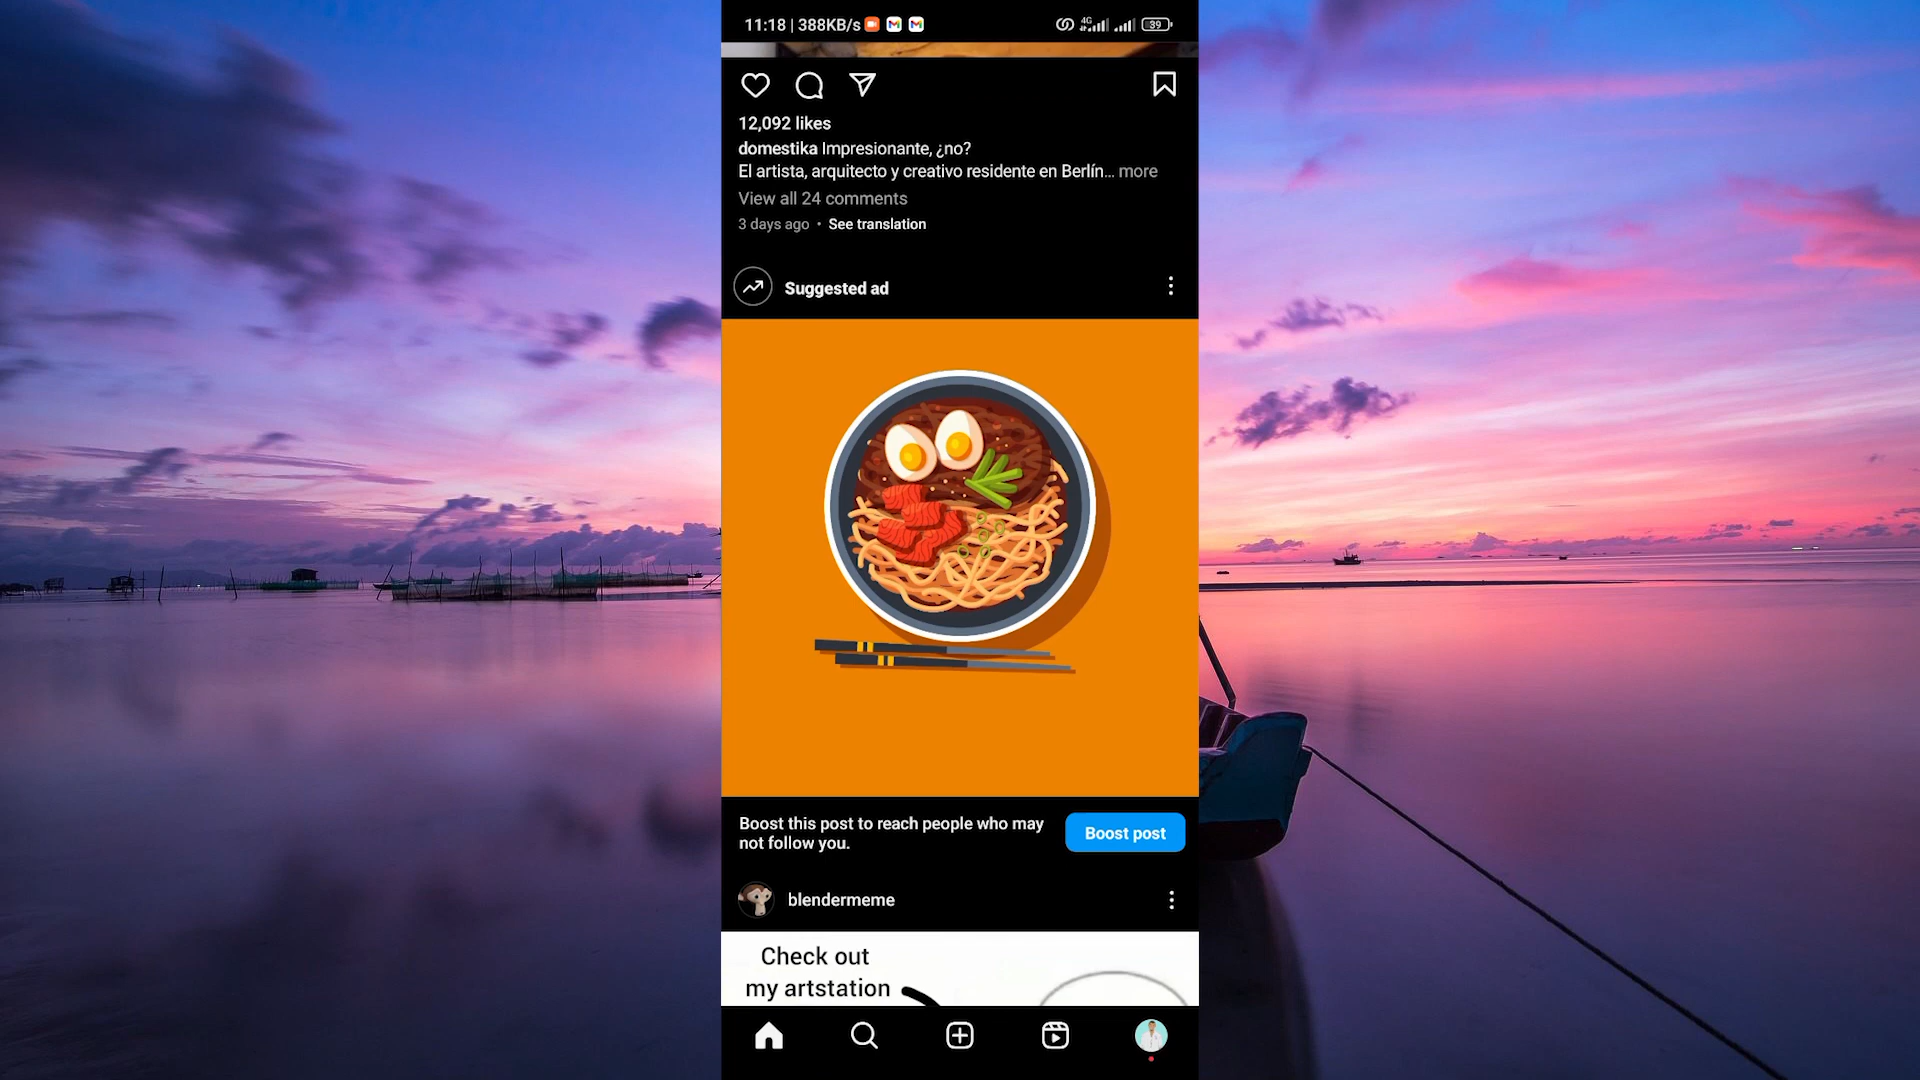 11:18 | 388KB/s
4G
39
12,092 likes
domestika Impresionante, ¿no?
El artista, arquitecto y creativo residente en Berlín... more
View all 24 comments
3 days ago • See translation
Suggested ad
Boost this post to reach people who may
not follow you.
Boost post
blendermeme
Check out
my artstation